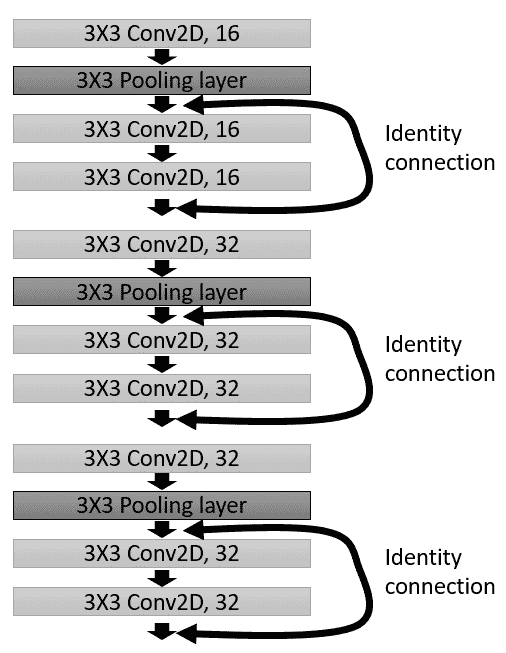 3X3 Conv2D, 16
3X3 Pooling layer
3X3 Conv2D, 16
3X3 Conv2D, 16
Identity
connection
3X3 Conv2D, 32
3X3 Pooling layer
3X3 Conv2D, 32
3X3 Conv2D, 32
Identity
connection
3X3 Conv2D, 32
3X3 Pooling layer
3X3 Conv2D, 32
3X3 Conv2D, 32
Identity
connection